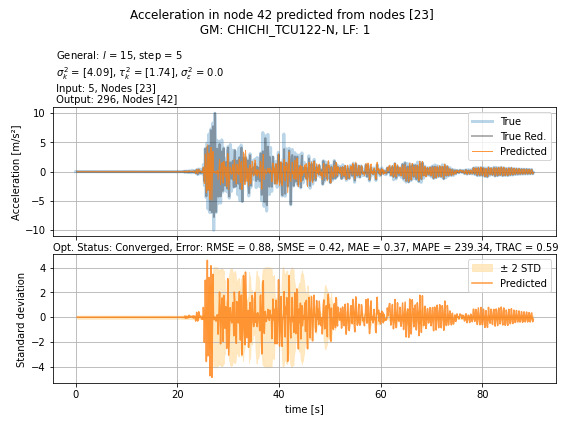 Acceleration in node 42 predicted from nodes [23]
GM: CHICHI_TCU122-N, LF: 1
General: l = 15, step = 5
σ²ₖ = [4.09], τ²ₖ = [1.74], σ²_ε = 0.0
Input: 5, Nodes [23]
Output: 296, Nodes [42]
Acceleration [m/s²]
10
5
0
−5
−10
True
True Red.
Predicted
Opt. Status: Converged, Error: RMSE = 0.88, SMSE = 0.42, MAE = 0.37, MAPE = 239.34, TRAC = 0.59
Standard deviation
4
2
0
−2
−4
± 2 STD
Predicted
0 20 40 60 80
time [s]